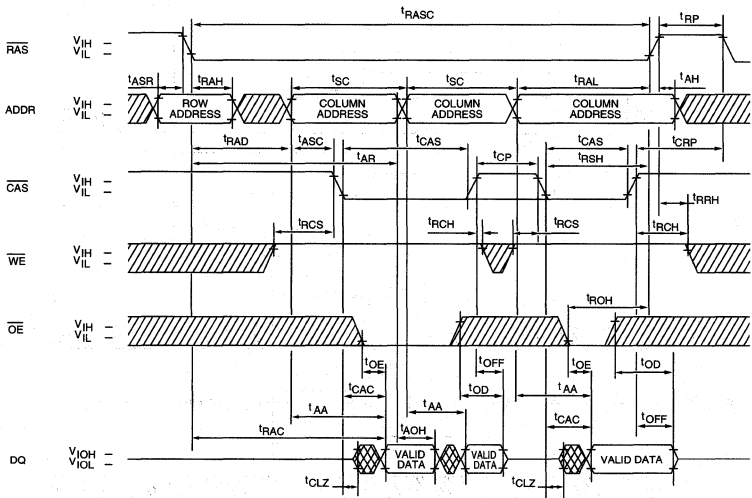 tRASC
tRP
RAS
VIH
VIL
tASR
tRAH
tSC
tSC
tRAL
tAH
ADDR
VIH
VIL
ROW
ADDRESS
COLUMN
ADDRESS
COLUMN
ADDRESS
COLUMN
ADDRESS
tRAD
tASC
tCAS
tCAS
tAR
tCP
tRSH
tCRP
CAS
VIH
VIL
tRRH
tRCS
tRCH
tRCS
tRCH
WE
VIH
VIL
tROH
OE
VIH
VIL
tOE
tOFF
tOE
tOD
tCAC
tOD
tAA
tAA
tAA
tCAC
tOFF
tRAC
tAOH
DQ
VIOH
VIOL
VALID
DATA
VALID
DATA
VALID DATA
tCLZ
tCLZ